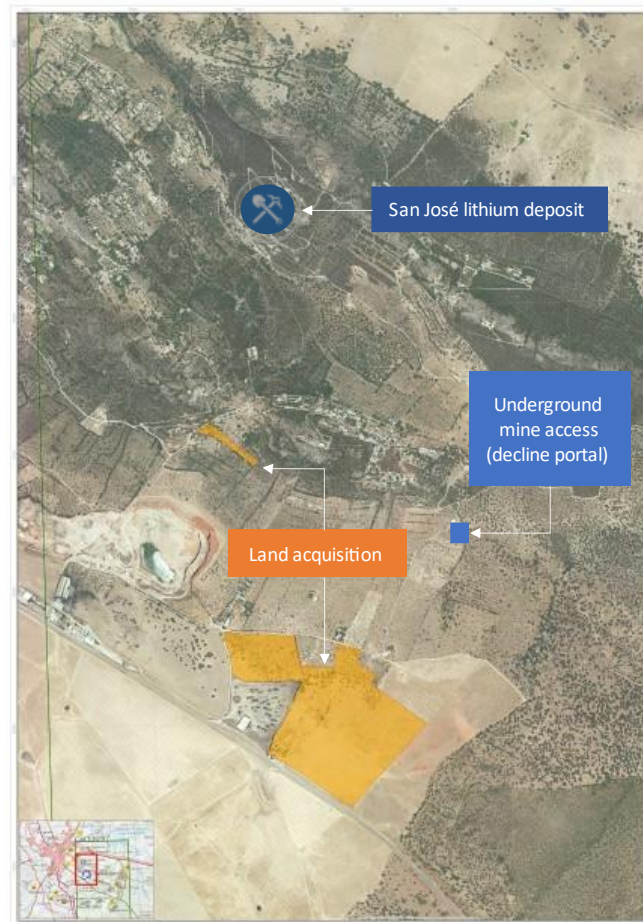 San José lithium deposit
Underground
mine access
(decline portal)
Land acquisition